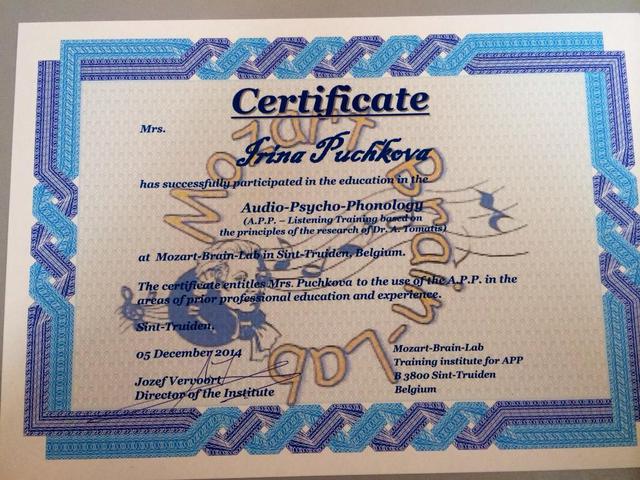 Certificate
Mrs.
Irina Puchkova
has successfully participated in the education in the
Audio-Psycho-Phonology
(A.P.P. – Listening Training based on
the principles of the research of Dr. A. Tomatis)
at Mozart-Brain-Lab in Sint-Truiden, Belgium.
The certificate entitles Mrs. Puchkova to the use of the A.P.P. in the
areas of prior professional education and experience.
Sint-Truiden,
05 December 2014
Jozef Vervoort
Director of the Institute
Mozart-Brain-Lab
Training institute for APP
B 3800 Sint-Truiden
Belgium
Mozart Brain Lab